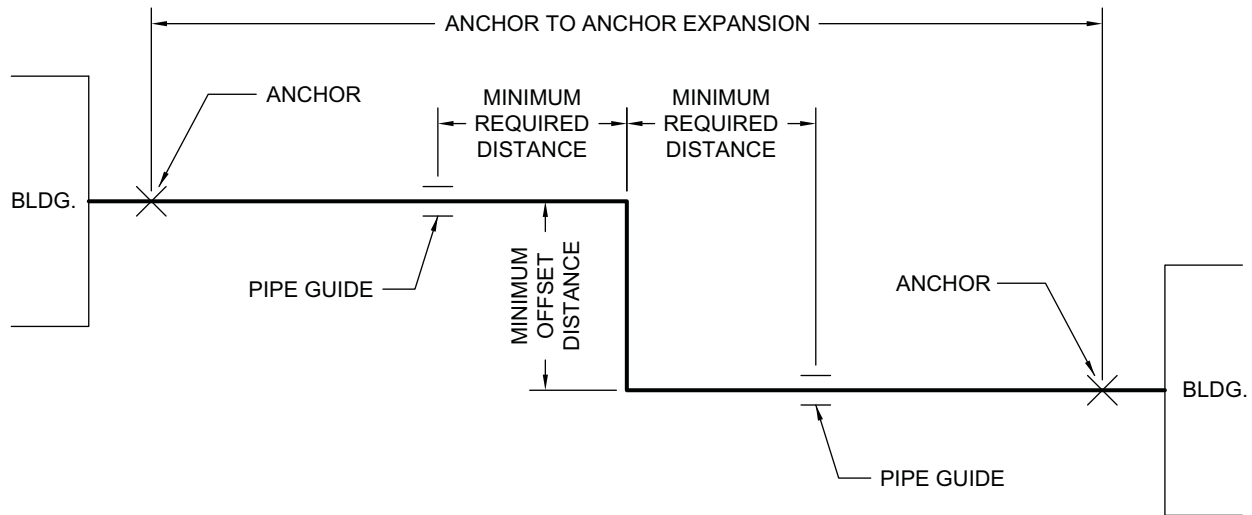 ANCHOR TO ANCHOR EXPANSION
ANCHOR
MINIMUM
REQUIRED
DISTANCE
MINIMUM
REQUIRED
DISTANCE
BLDG.
PIPE GUIDE
MINIMUM
OFFSET
DISTANCE
ANCHOR
BLDG.
PIPE GUIDE